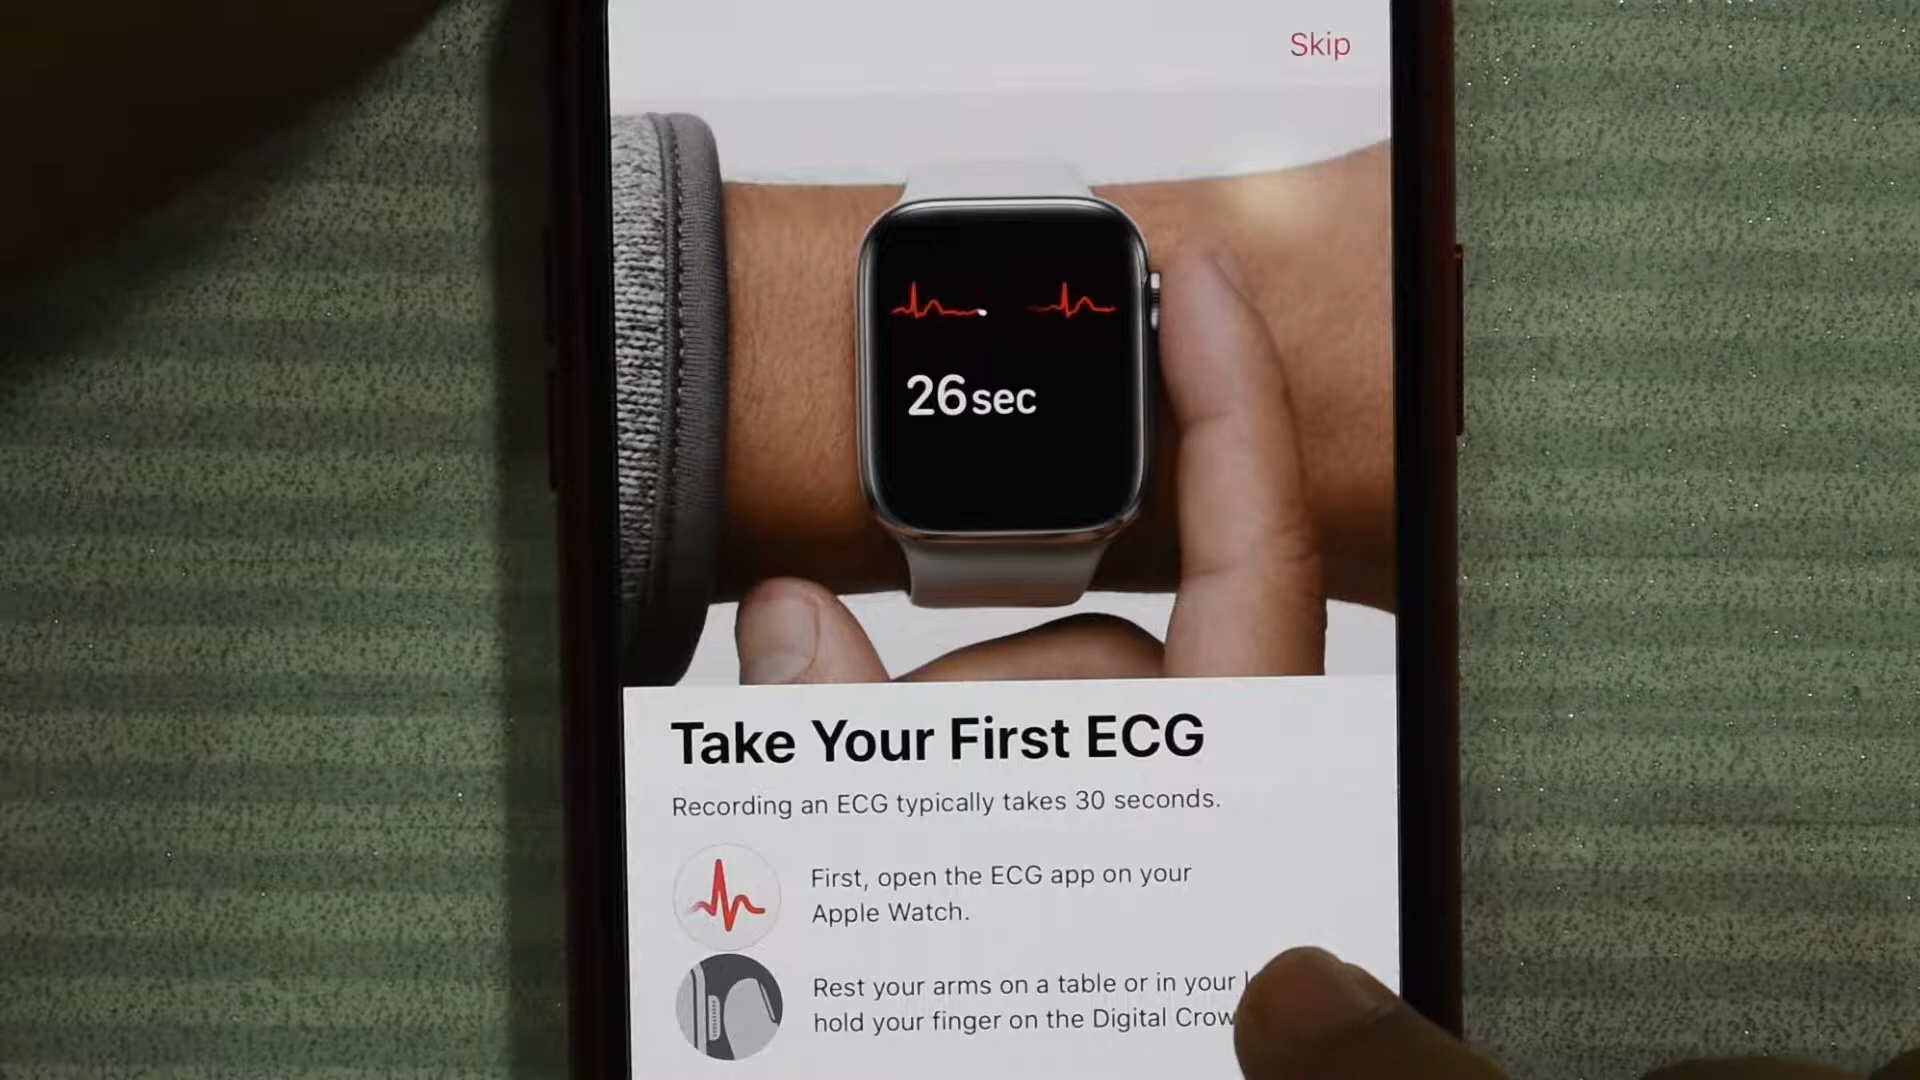 Skip
26sec
Take Your First ECG
Recording an ECG typically takes 30 seconds.
First, open the ECG app on your
Apple Watch.
Rest your arms on a table or in your
hold your finger on the Digital